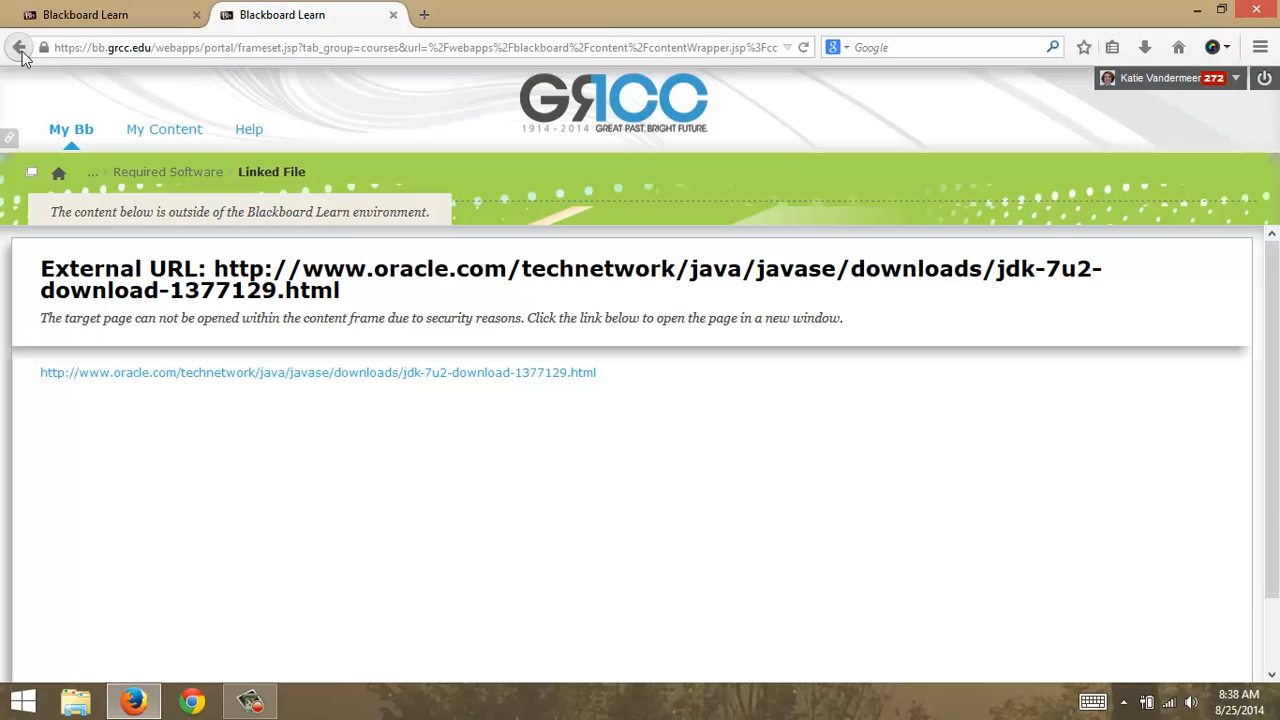 Blackboard Learn
Blackboard Learn
https://bb.grcc.edu/webapps/portal/frameset.jsp?tab_group=courses&url=%2Fwebapps%2Fblackboard%2Fcontent%2FcontentWrapper.jsp%3Fcc
Google
Katie Vandermeer 272
GRCC
1914-2014 GREAT PAST. BRIGHT FUTURE.
My Bb My Content Help
... › Required Software › Linked File
The content below is outside of the Blackboard Learn environment.
External URL: http://www.oracle.com/technetwork/java/javase/downloads/jdk-7u2-
download-1377129.html
The target page can not be opened within the content frame due to security reasons. Click the link below to open the page in a new window.
http://www.oracle.com/technetwork/java/javase/downloads/jdk-7u2-download-1377129.html
8:38 AM
8/25/2014